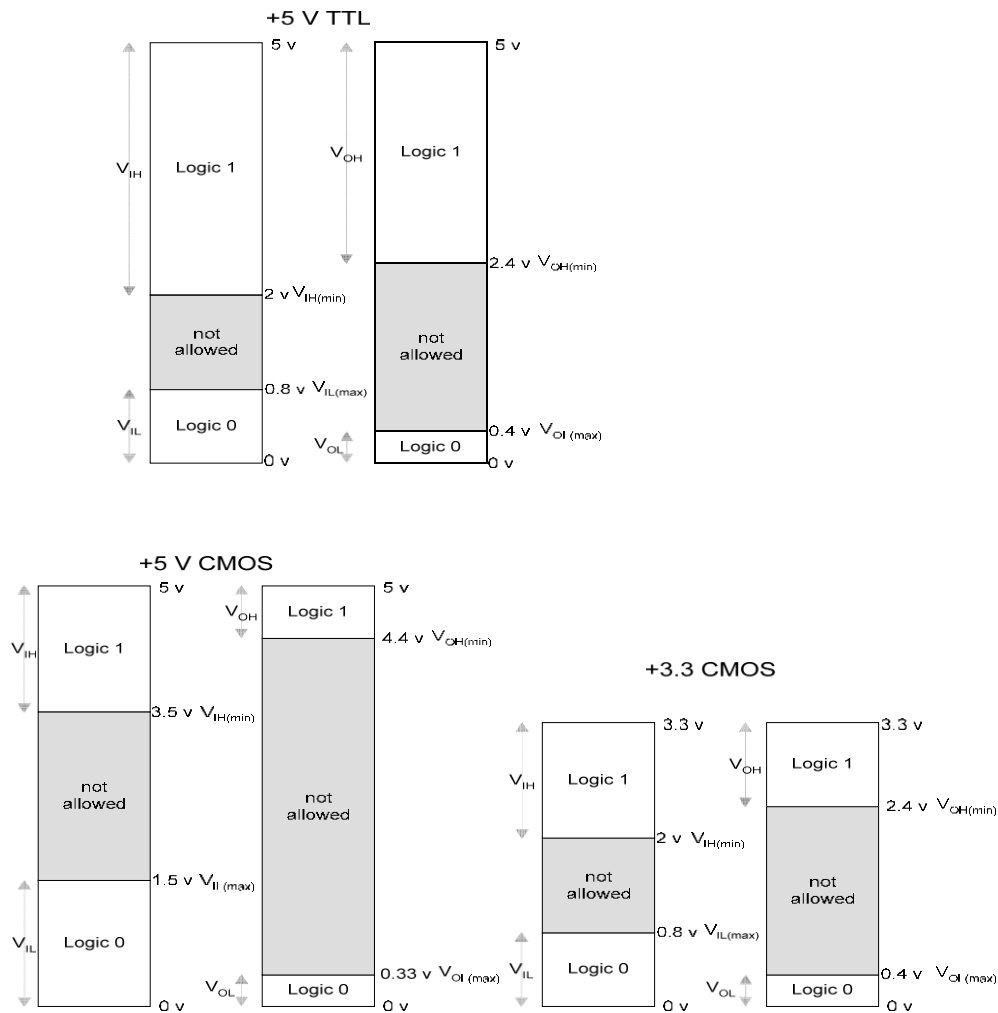 +5 V TTL
5 v
5 v
V_IH
Logic 1
V_OH
Logic 1
2.4 v V_OH(min)
2 v V_IH(min)
not
allowed
not
allowed
0.8 v V_IL(max)
V_IL
Logic 0
0.4 v V_Ol(max)
V_OL
Logic 0
0 v
0 v
+5 V CMOS
5 v
5 v
V_OH
Logic 1
4.4 v V_OH(min)
V_IH
Logic 1
3.5 v V_IH(min)
not
allowed
not
allowed
1.5 v V_Il(max)
V_IL
Logic 0
0.33 v V_Ol(max)
V_OL
Logic 0
0 v
0 v
+3.3 CMOS
3.3 v
3.3 v
V_IH
Logic 1
V_OH
Logic 1
2.4 v V_OH(min)
2 v V_IH(min)
not
allowed
not
allowed
0.8 v V_IL(max)
V_IL
Logic 0
0.4 v V_Ol(max)
V_OL
Logic 0
0 v
0 v